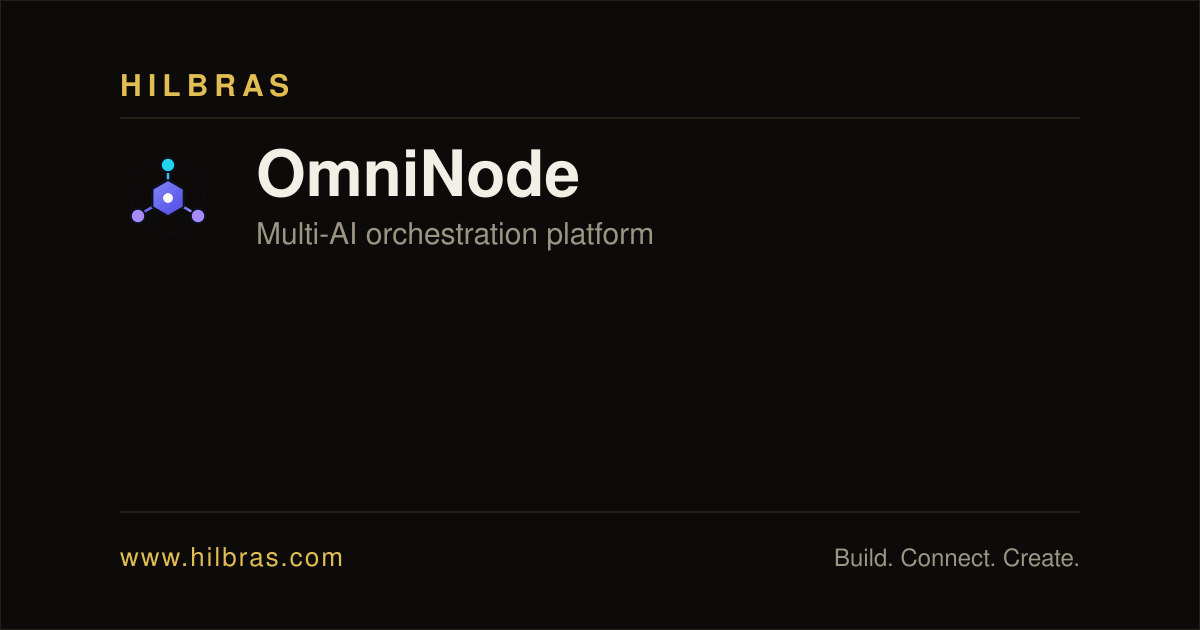 HILBRAS
OmniNode
Multi-AI orchestration platform
www.hilbras.com
Build. Connect. Create.